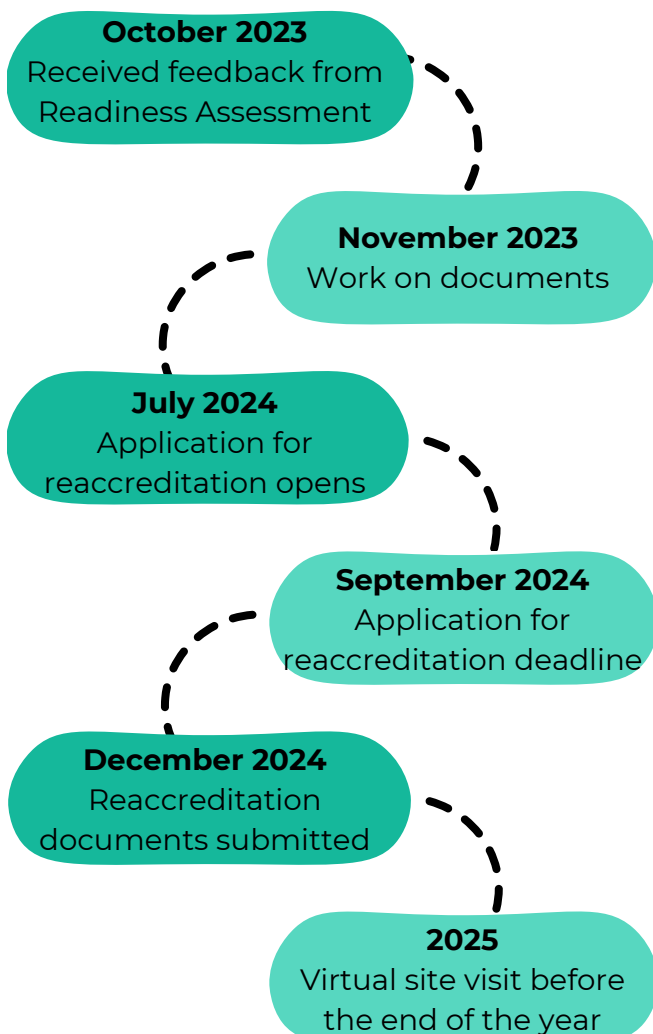 October 2023
Received feedback from
Readiness Assessment
November 2023
Work on documents
July 2024
Application for
reaccreditation opens
September 2024
Application for
reaccreditation deadline
December 2024
Reaccreditation
documents submitted
2025
Virtual site visit before
the end of the year